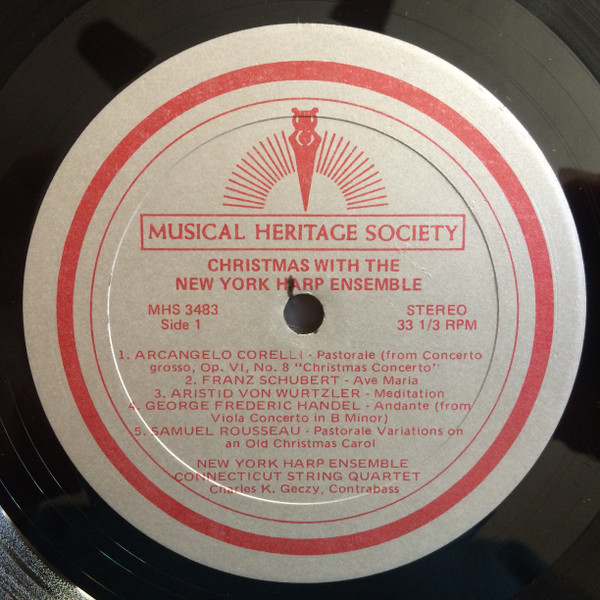 MUSICAL HERITAGE SOCIETY
CHRISTMAS WITH THE
NEW YORK HARP ENSEMBLE
MHS 3483 STEREO
Side 1 33 1/3 RPM
1. ARCANGELO CORELLI - Pastorale (from Concerto
grosso, Op. VI, No. 8 "Christmas Concerto"
2. FRANZ SCHUBERT - Ave Maria
3. ARISTID VON WURTZLER - Meditation
4. GEORGE FREDERIC HANDEL - Andante (from
Viola Concerto in B Minor)
5. SAMUEL ROUSSEAU - Pastorale Variations on
an Old Christmas Carol
NEW YORK HARP ENSEMBLE
CONNECTICUT STRING QUARTET
Charles K. Geczy, Contrabass